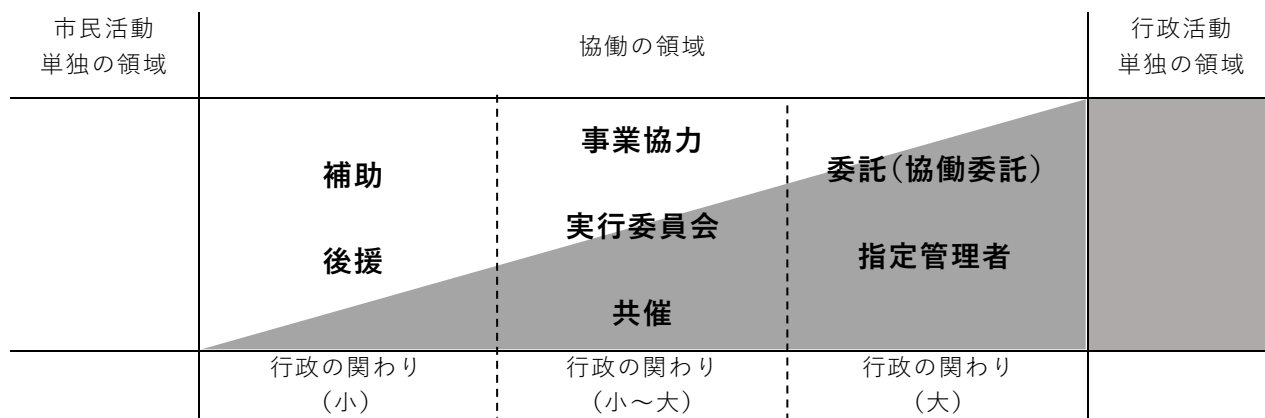 市民活動
単独の領域
協働の領域
行政活動
単独の領域
補助
後援
事業協力
実行委員会
共催
委託（協働委託）
指定管理者
行政の関わり
（小）
行政の関わり
（小～大）
行政の関わり
（大）